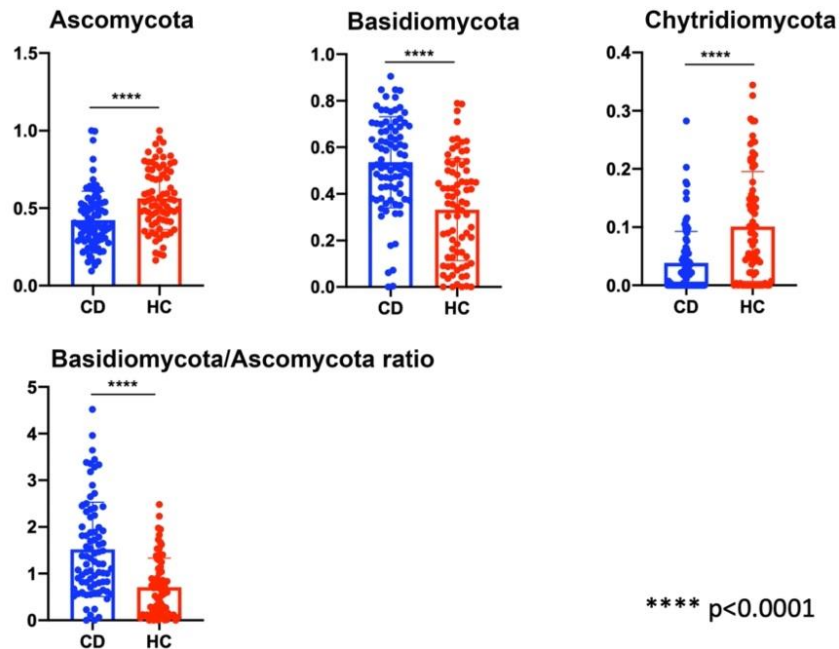 Ascomycota
1.5
1.0
0.5
0.0
****
CD HC
Basidiomycota
1.0
0.8
0.6
0.4
0.2
0.0
****
CD HC
Chytridiomycota
0.4
0.3
0.2
0.1
0.0
****
CD HC
Basidiomycota/Ascomycota ratio
5
4
3
2
1
0
****
CD HC
**** p<0.0001